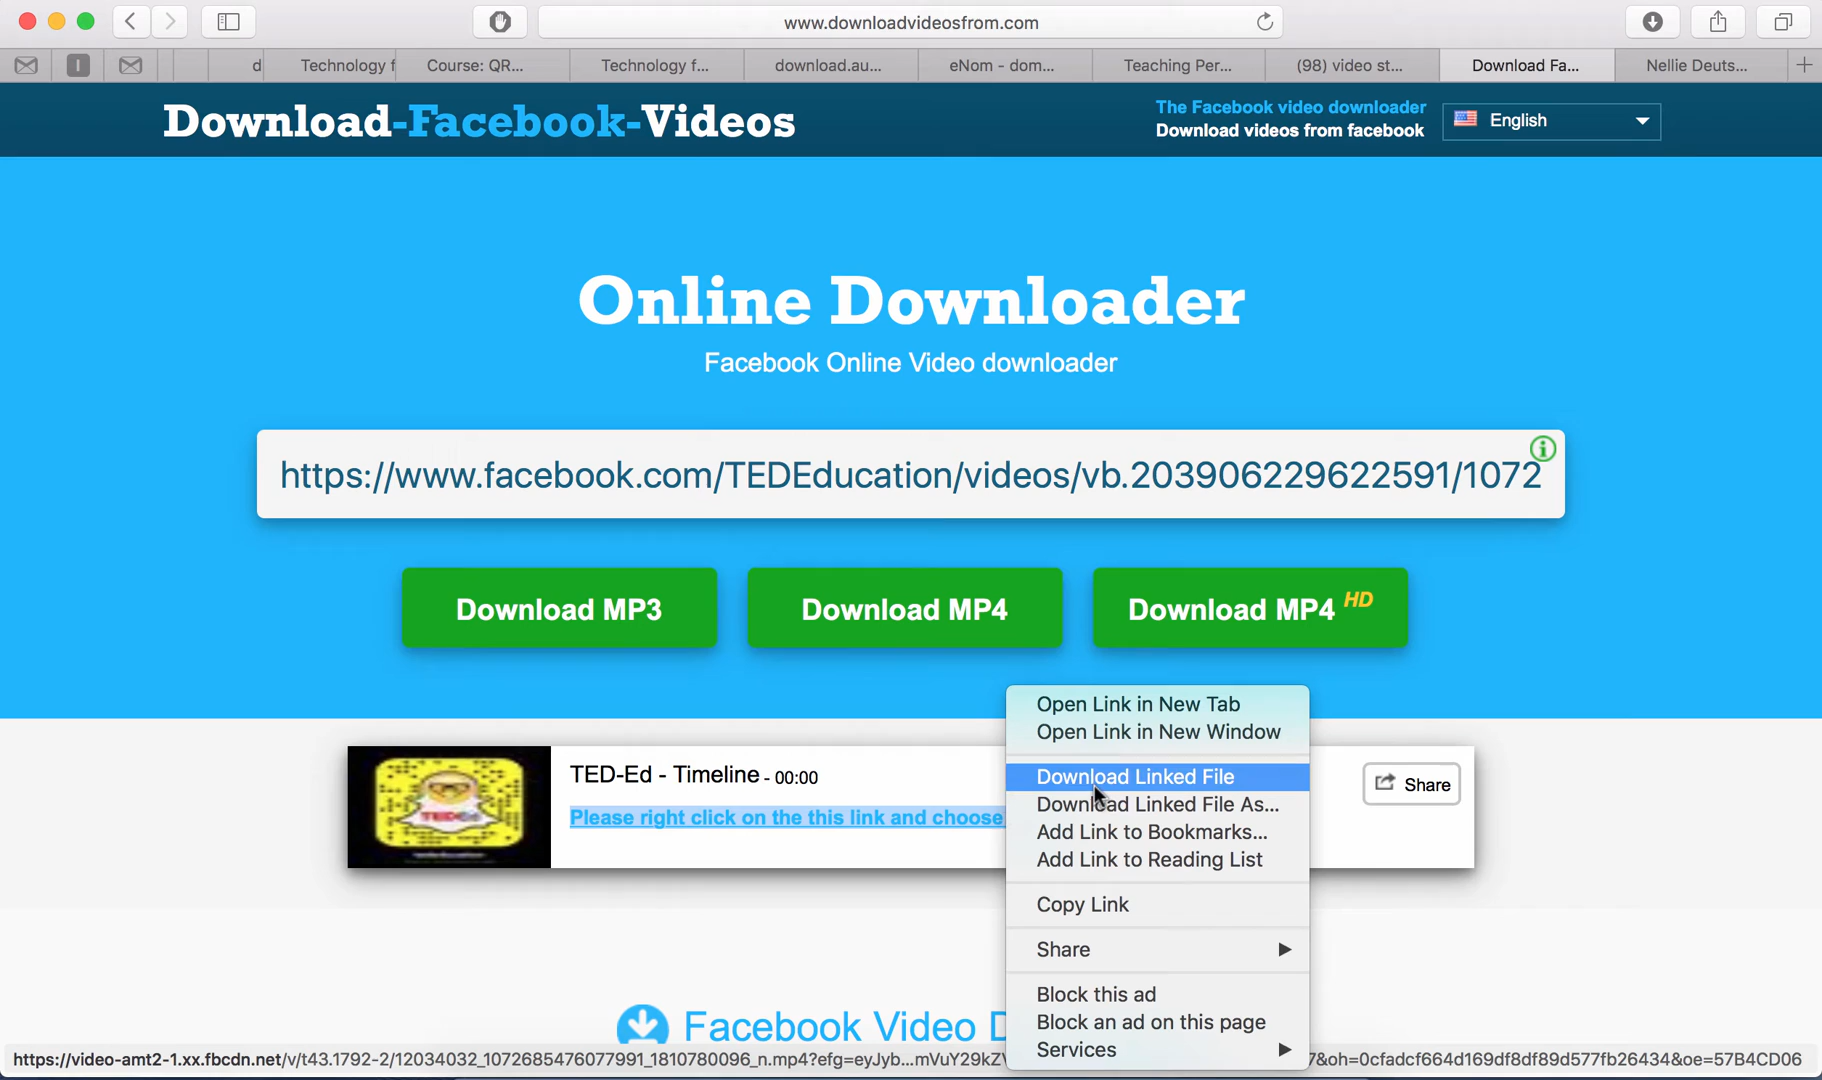 www.downloadvideosfrom.com
I
d
Technology f
Course: QR...
Technology f...
download.au...
eNom - dom...
Teaching Per...
(98) video st...
Download Fa...
Nellie Deuts...
Download-Facebook-Videos
The Facebook video downloader
Download videos from facebook
English
Online Downloader
Facebook Online Video downloader
https://www.facebook.com/TEDEducation/videos/vb.203906229622591/1072
Download MP3
Download MP4
Download MP4 HD
Open Link in New Tab
Open Link in New Window
Download Linked File
Download Linked File As...
Add Link to Bookmarks...
Add Link to Reading List
Copy Link
Share
Block this ad
Block an ad on this page
Services
TED-Ed - Timeline - 00:00
Please right click on the this link and choose
Share
Facebook Video D
https://video-amt2-1.xx.fbcdn.net/v/t43.1792-2/12034032_1072685476077991_1810780096_n.mp4?efg=eyJyb...mVuY29kZ
7&oh=0cfadcf664d169df8df89d577fb26434&oe=57B4CD06